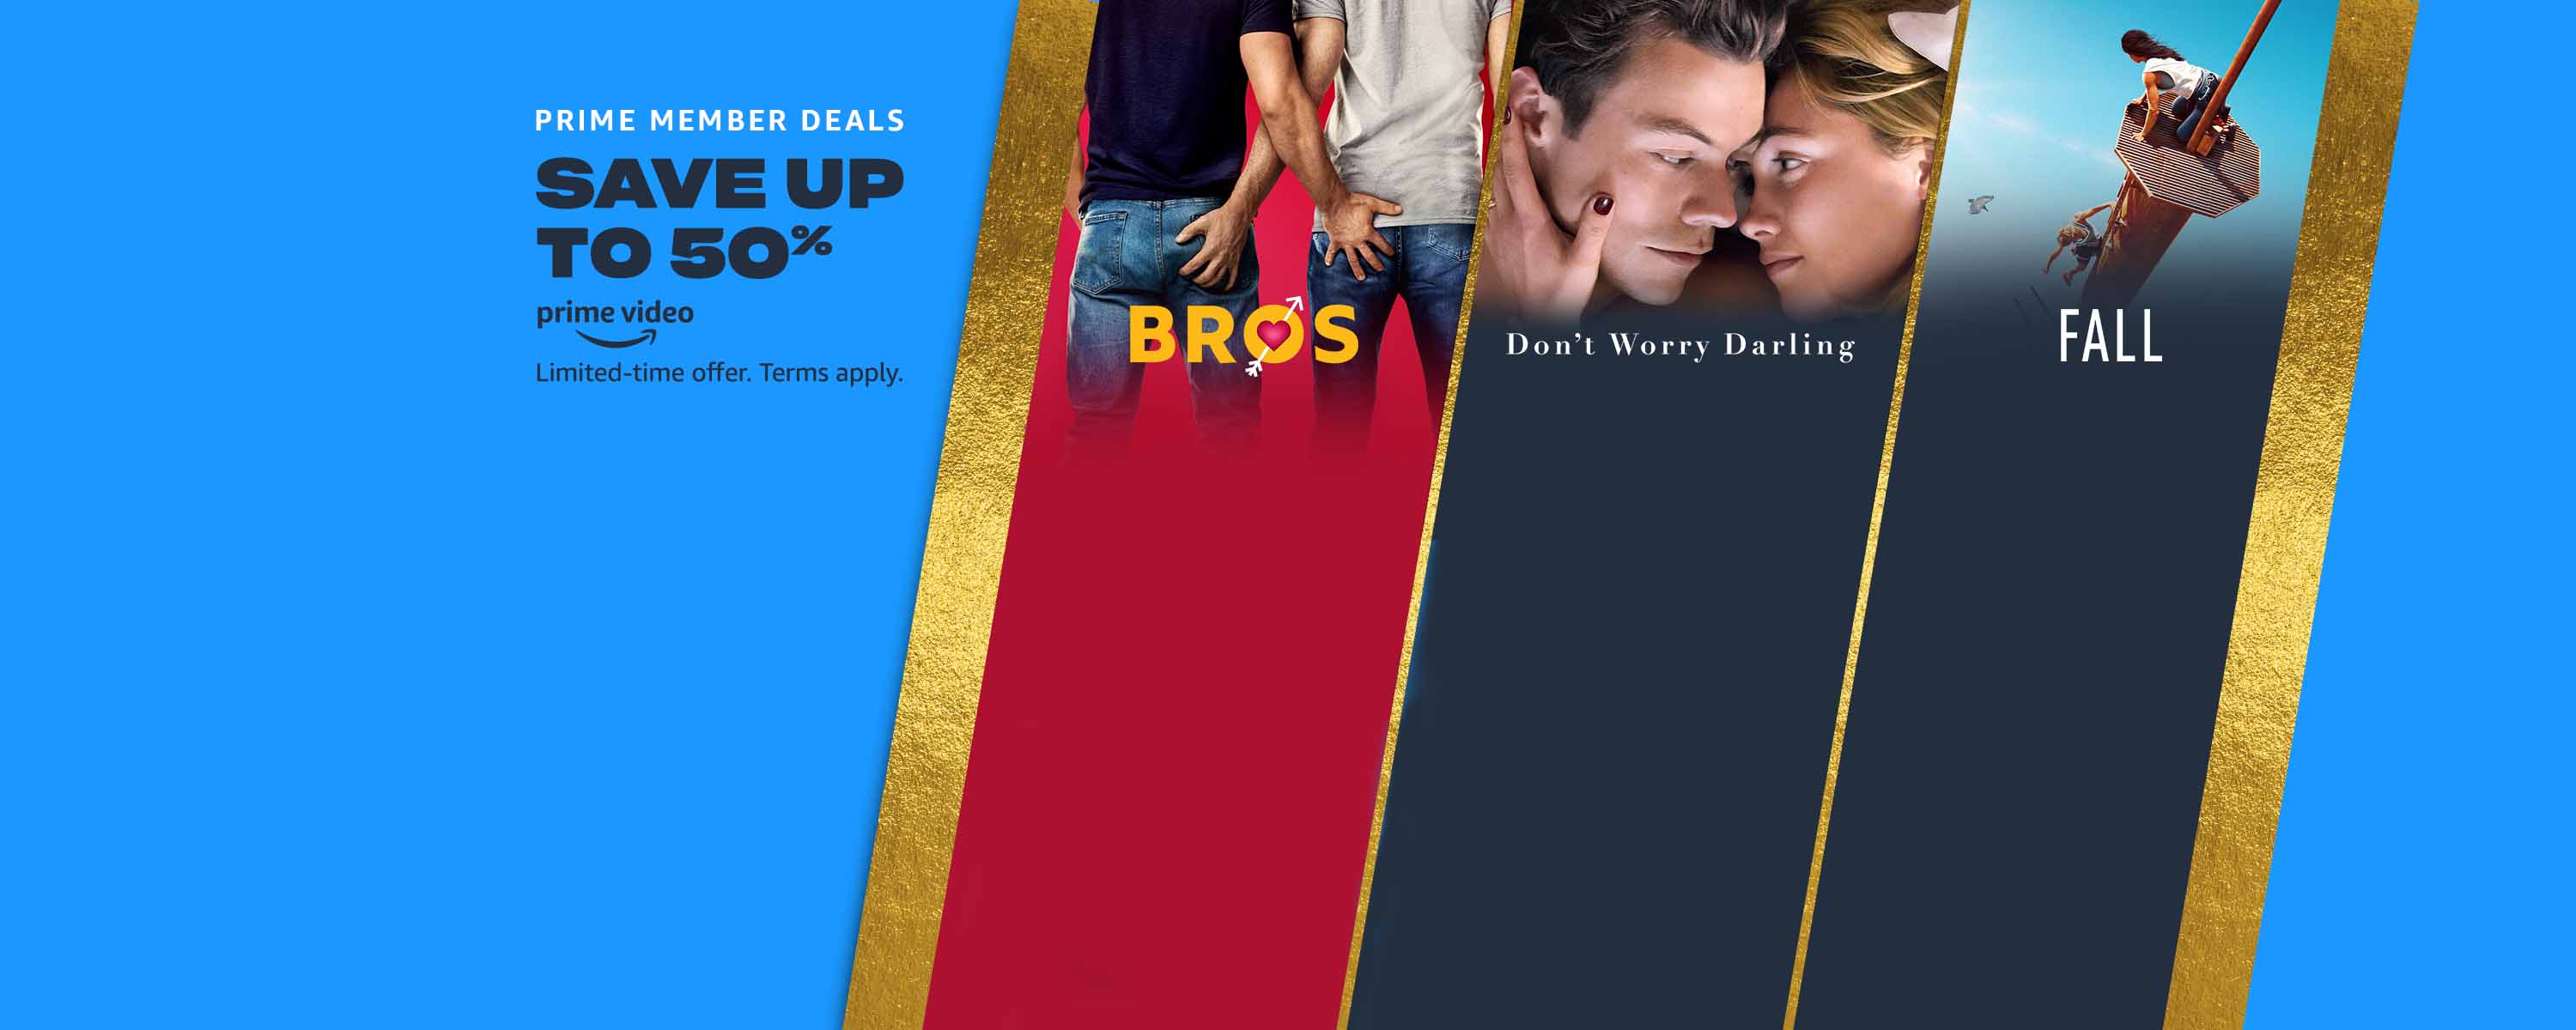 PRIME MEMBER DEALS
SAVE UP
TO 50%
prime video
Limited-time offer. Terms apply.
BROS
Don't Worry Darling
FALL